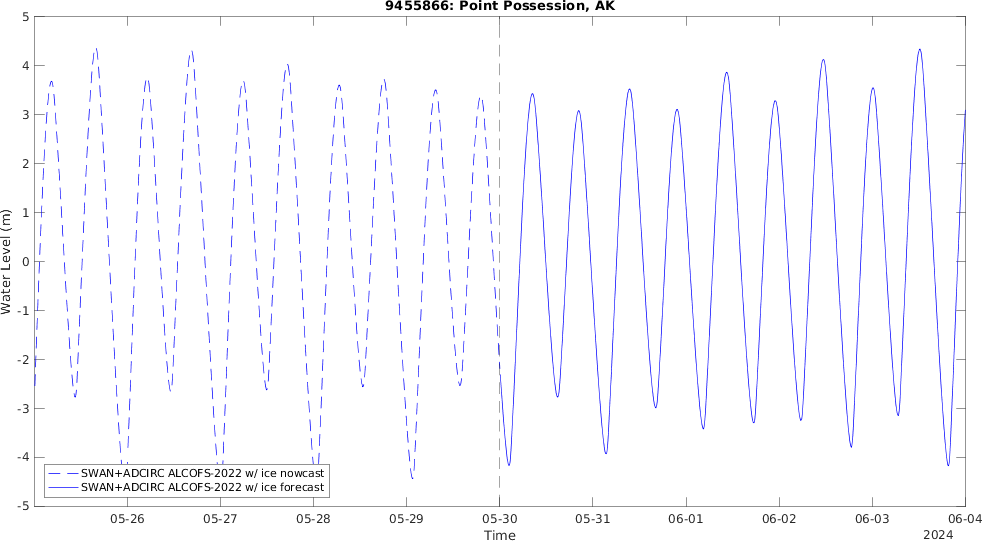 9455866: Point Possession, AK
5
4
3
2
1
0
-1
-2
-3
-4
-5
Water Level (m)
SWAN+ADCIRC ALCOFS-2022 w/ ice nowcast
SWAN+ADCIRC ALCOFS-2022 w/ ice forecast
05-26 05-27 05-28 05-29 05-30 05-31 06-01 06-02 06-03 06-04
Time
2024